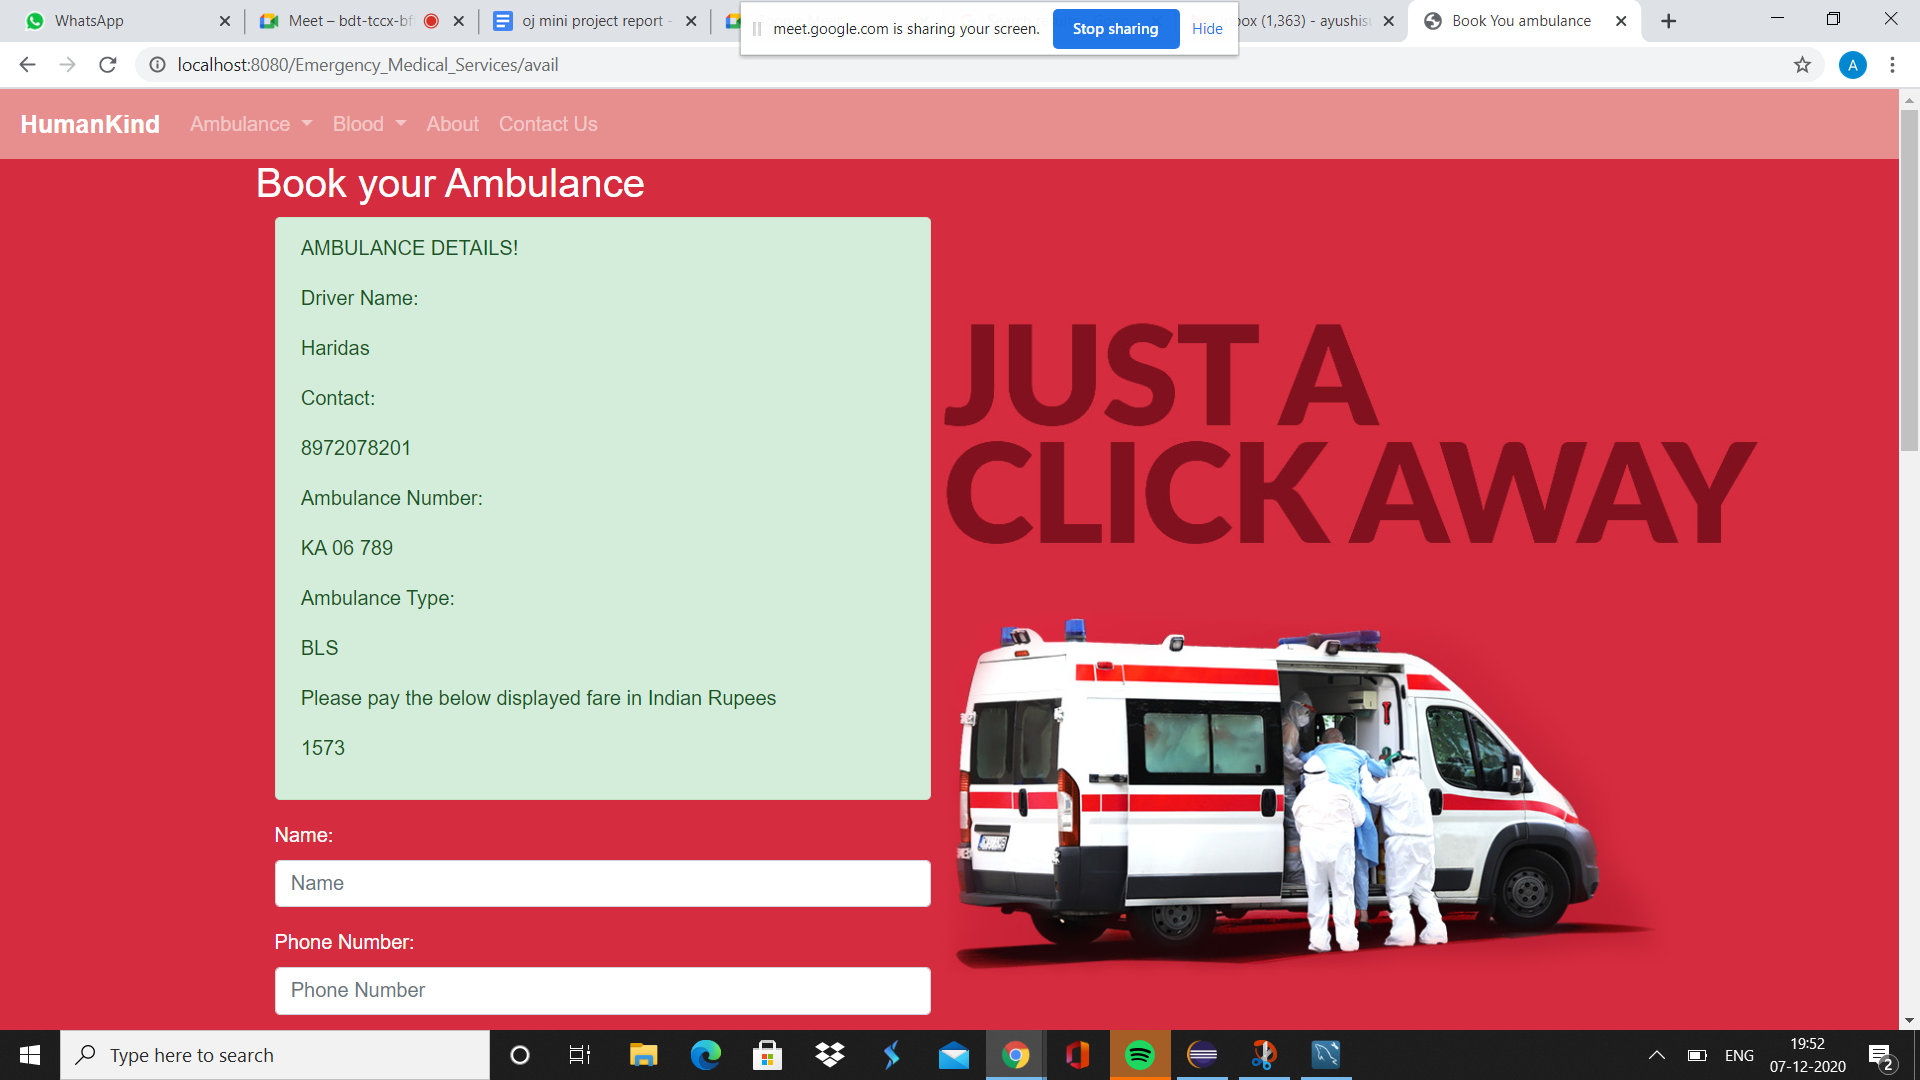 WhatsApp
Meet – bdt-tccx-bf
oj mini project report -
meet.google.com is sharing your screen.
Stop sharing
Hide
box (1,363) - ayushis
Book You ambulance
localhost:8080/Emergency_Medical_Services/avail
A
HumanKind
Ambulance
Blood
About
Contact Us
Book your Ambulance
AMBULANCE DETAILS!
Driver Name:
Haridas
Contact:
8972078201
Ambulance Number:
KA 06 789
Ambulance Type:
BLS
Please pay the below displayed fare in Indian Rupees
1573
Name:
Name
Phone Number:
Phone Number
JUST A
CLICK AWAY
Type here to search
ENG
19:52
07-12-2020
2